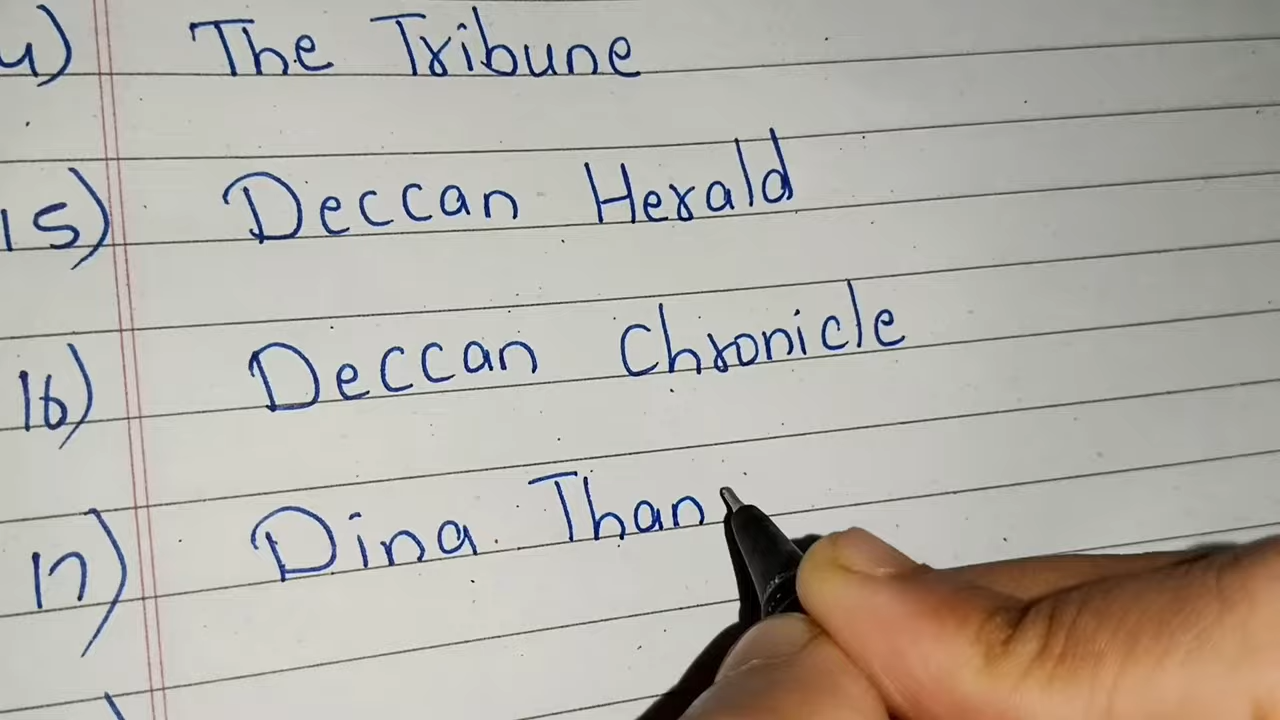 4) The Tribune
15) Deccan Herald
16) Deccan Chronicle
17) Dina Than